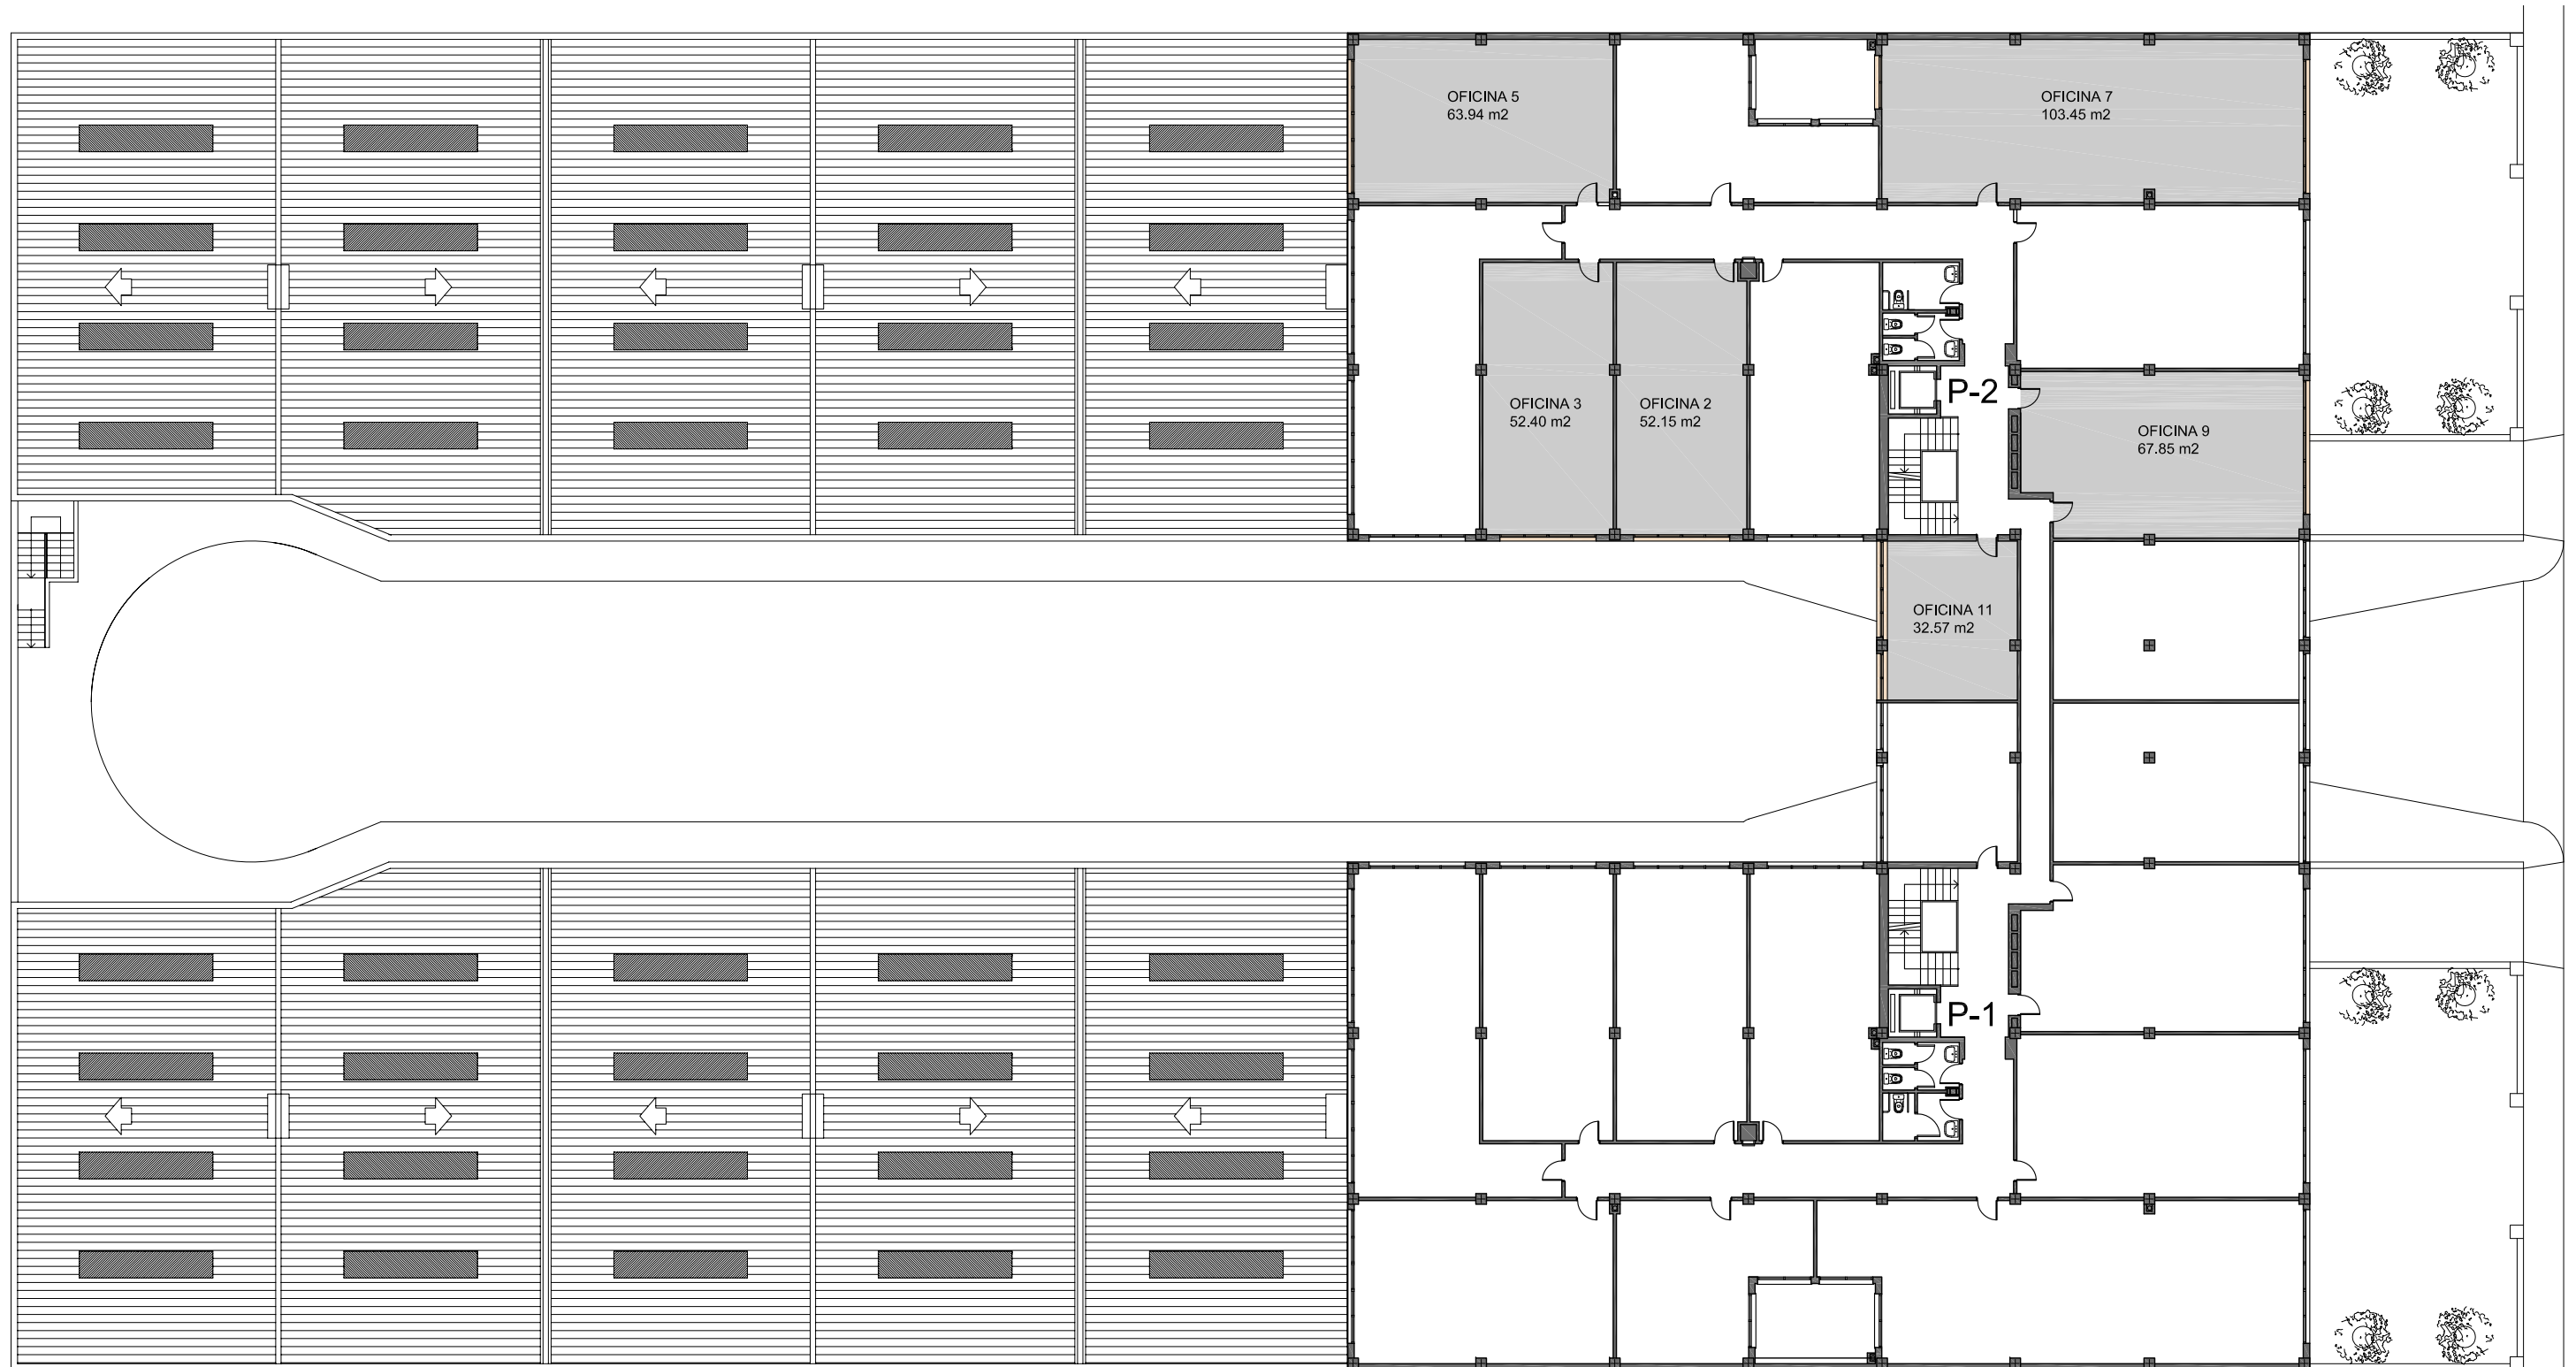 OFICINA 5
63.94 m2
OFICINA 7
103.45 m2
OFICINA 3
52.40 m2
OFICINA 2
52.15 m2
P-2
OFICINA 9
67.85 m2
OFICINA 11
32.57 m2
P-1